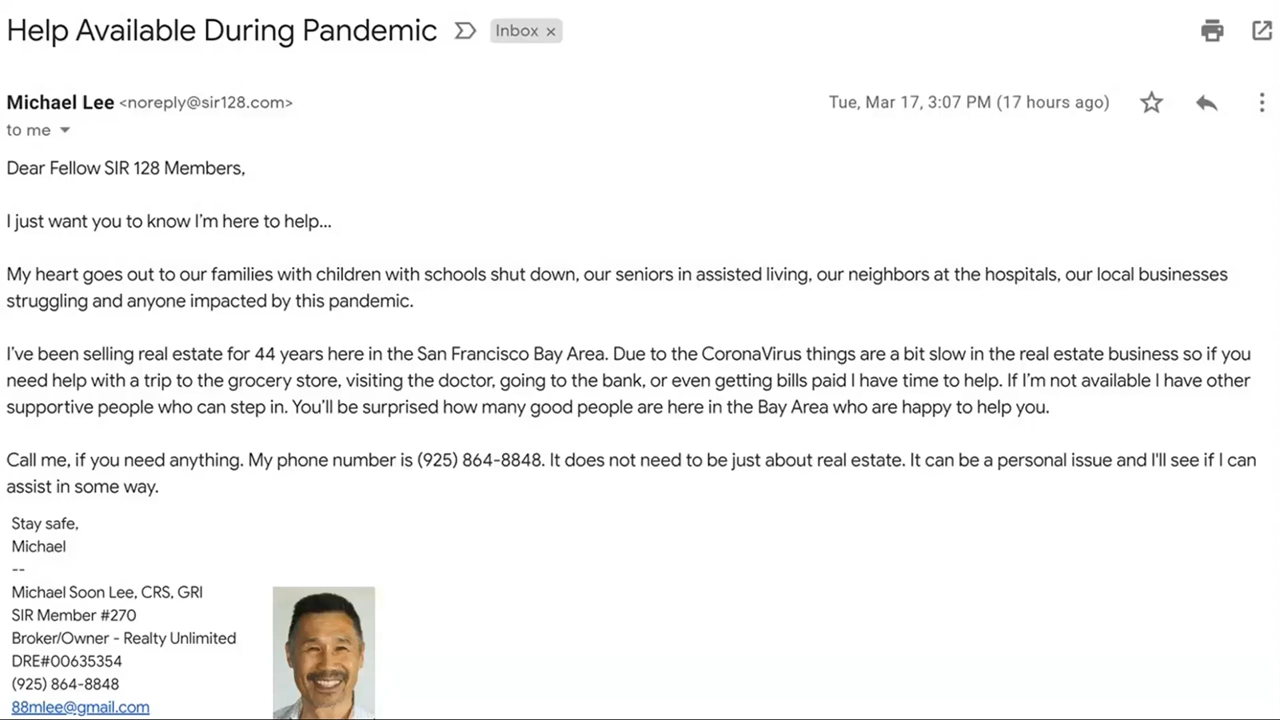 Help Available During Pandemic
Inbox ×
Michael Lee <noreply@sir128.com>
Tue, Mar 17, 3:07 PM (17 hours ago)
to me
Dear Fellow SIR 128 Members,
I just want you to know I'm here to help...
My heart goes out to our families with children with schools shut down, our seniors in assisted living, our neighbors at the hospitals, our local businesses
struggling and anyone impacted by this pandemic.
I've been selling real estate for 44 years here in the San Francisco Bay Area. Due to the CoronaVirus things are a bit slow in the real estate business so if you
need help with a trip to the grocery store, visiting the doctor, going to the bank, or even getting bills paid I have time to help. If I'm not available I have other
supportive people who can step in. You'll be surprised how many good people are here in the Bay Area who are happy to help you.
Call me, if you need anything. My phone number is (925) 864-8848. It does not need to be just about real estate. It can be a personal issue and I'll see if I can
assist in some way.
Stay safe,
Michael
--
Michael Soon Lee, CRS, GRI
SIR Member #270
Broker/Owner - Realty Unlimited
DRE#00635354
(925) 864-8848
88mlee@gmail.com